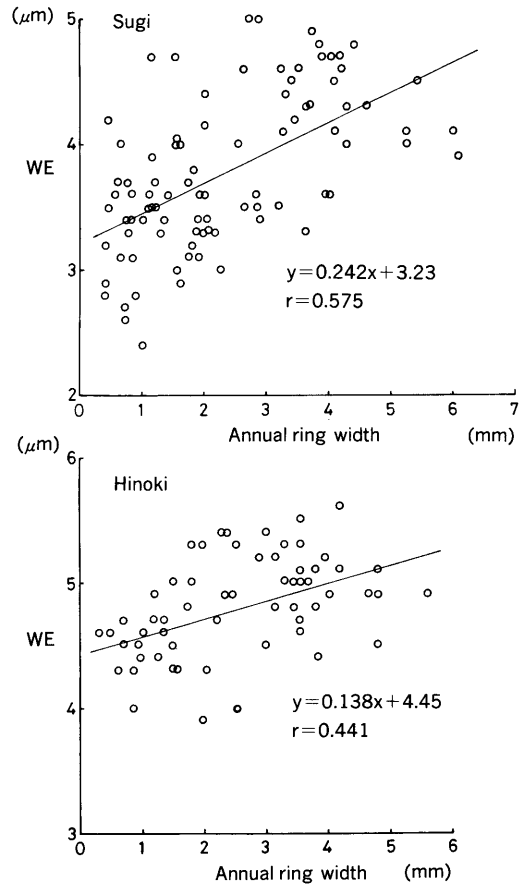 (μm)
5
Sugi
4
WE
3
y=0.242x+3.23
r=0.575
2
0 1 2 3 4 5 6 7
Annual ring width (mm)
(μm)
6
Hinoki
5
WE
4
y=0.138x+4.45
r=0.441
3
0 1 2 3 4 5 6
Annual ring width (mm)